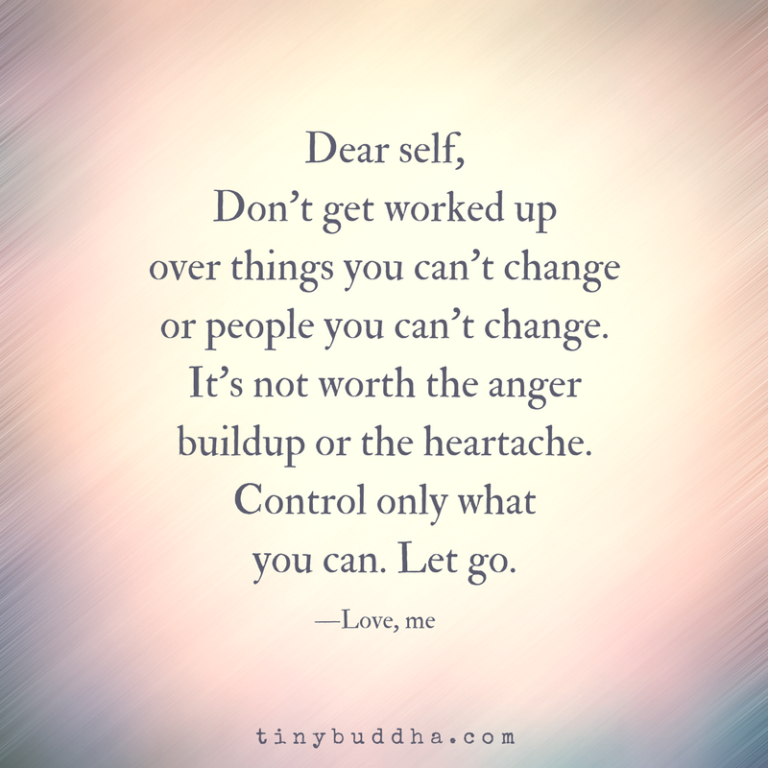 Dear self,
Don’t get worked up
over things you can’t change
or people you can’t change.
It’s not worth the anger
buildup or the heartache.
Control only what
you can. Let go.
—Love, me
tinybuddha.com